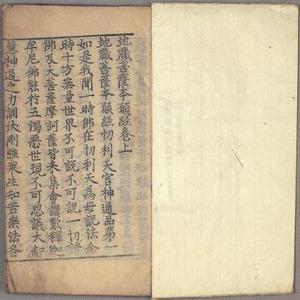 地藏菩薩本願經卷上
地藏菩薩本願經忉利天宮神通品第一
如是我聞一時佛在忉利天爲母說法尒
時十方無量世界不可說不可說一切諸
佛及大菩薩摩訶薩皆來集會讚歎釋迦
牟尼佛能於五濁惡世現不可思議大智
慧神通之力調伏剛強衆生知苦樂法各